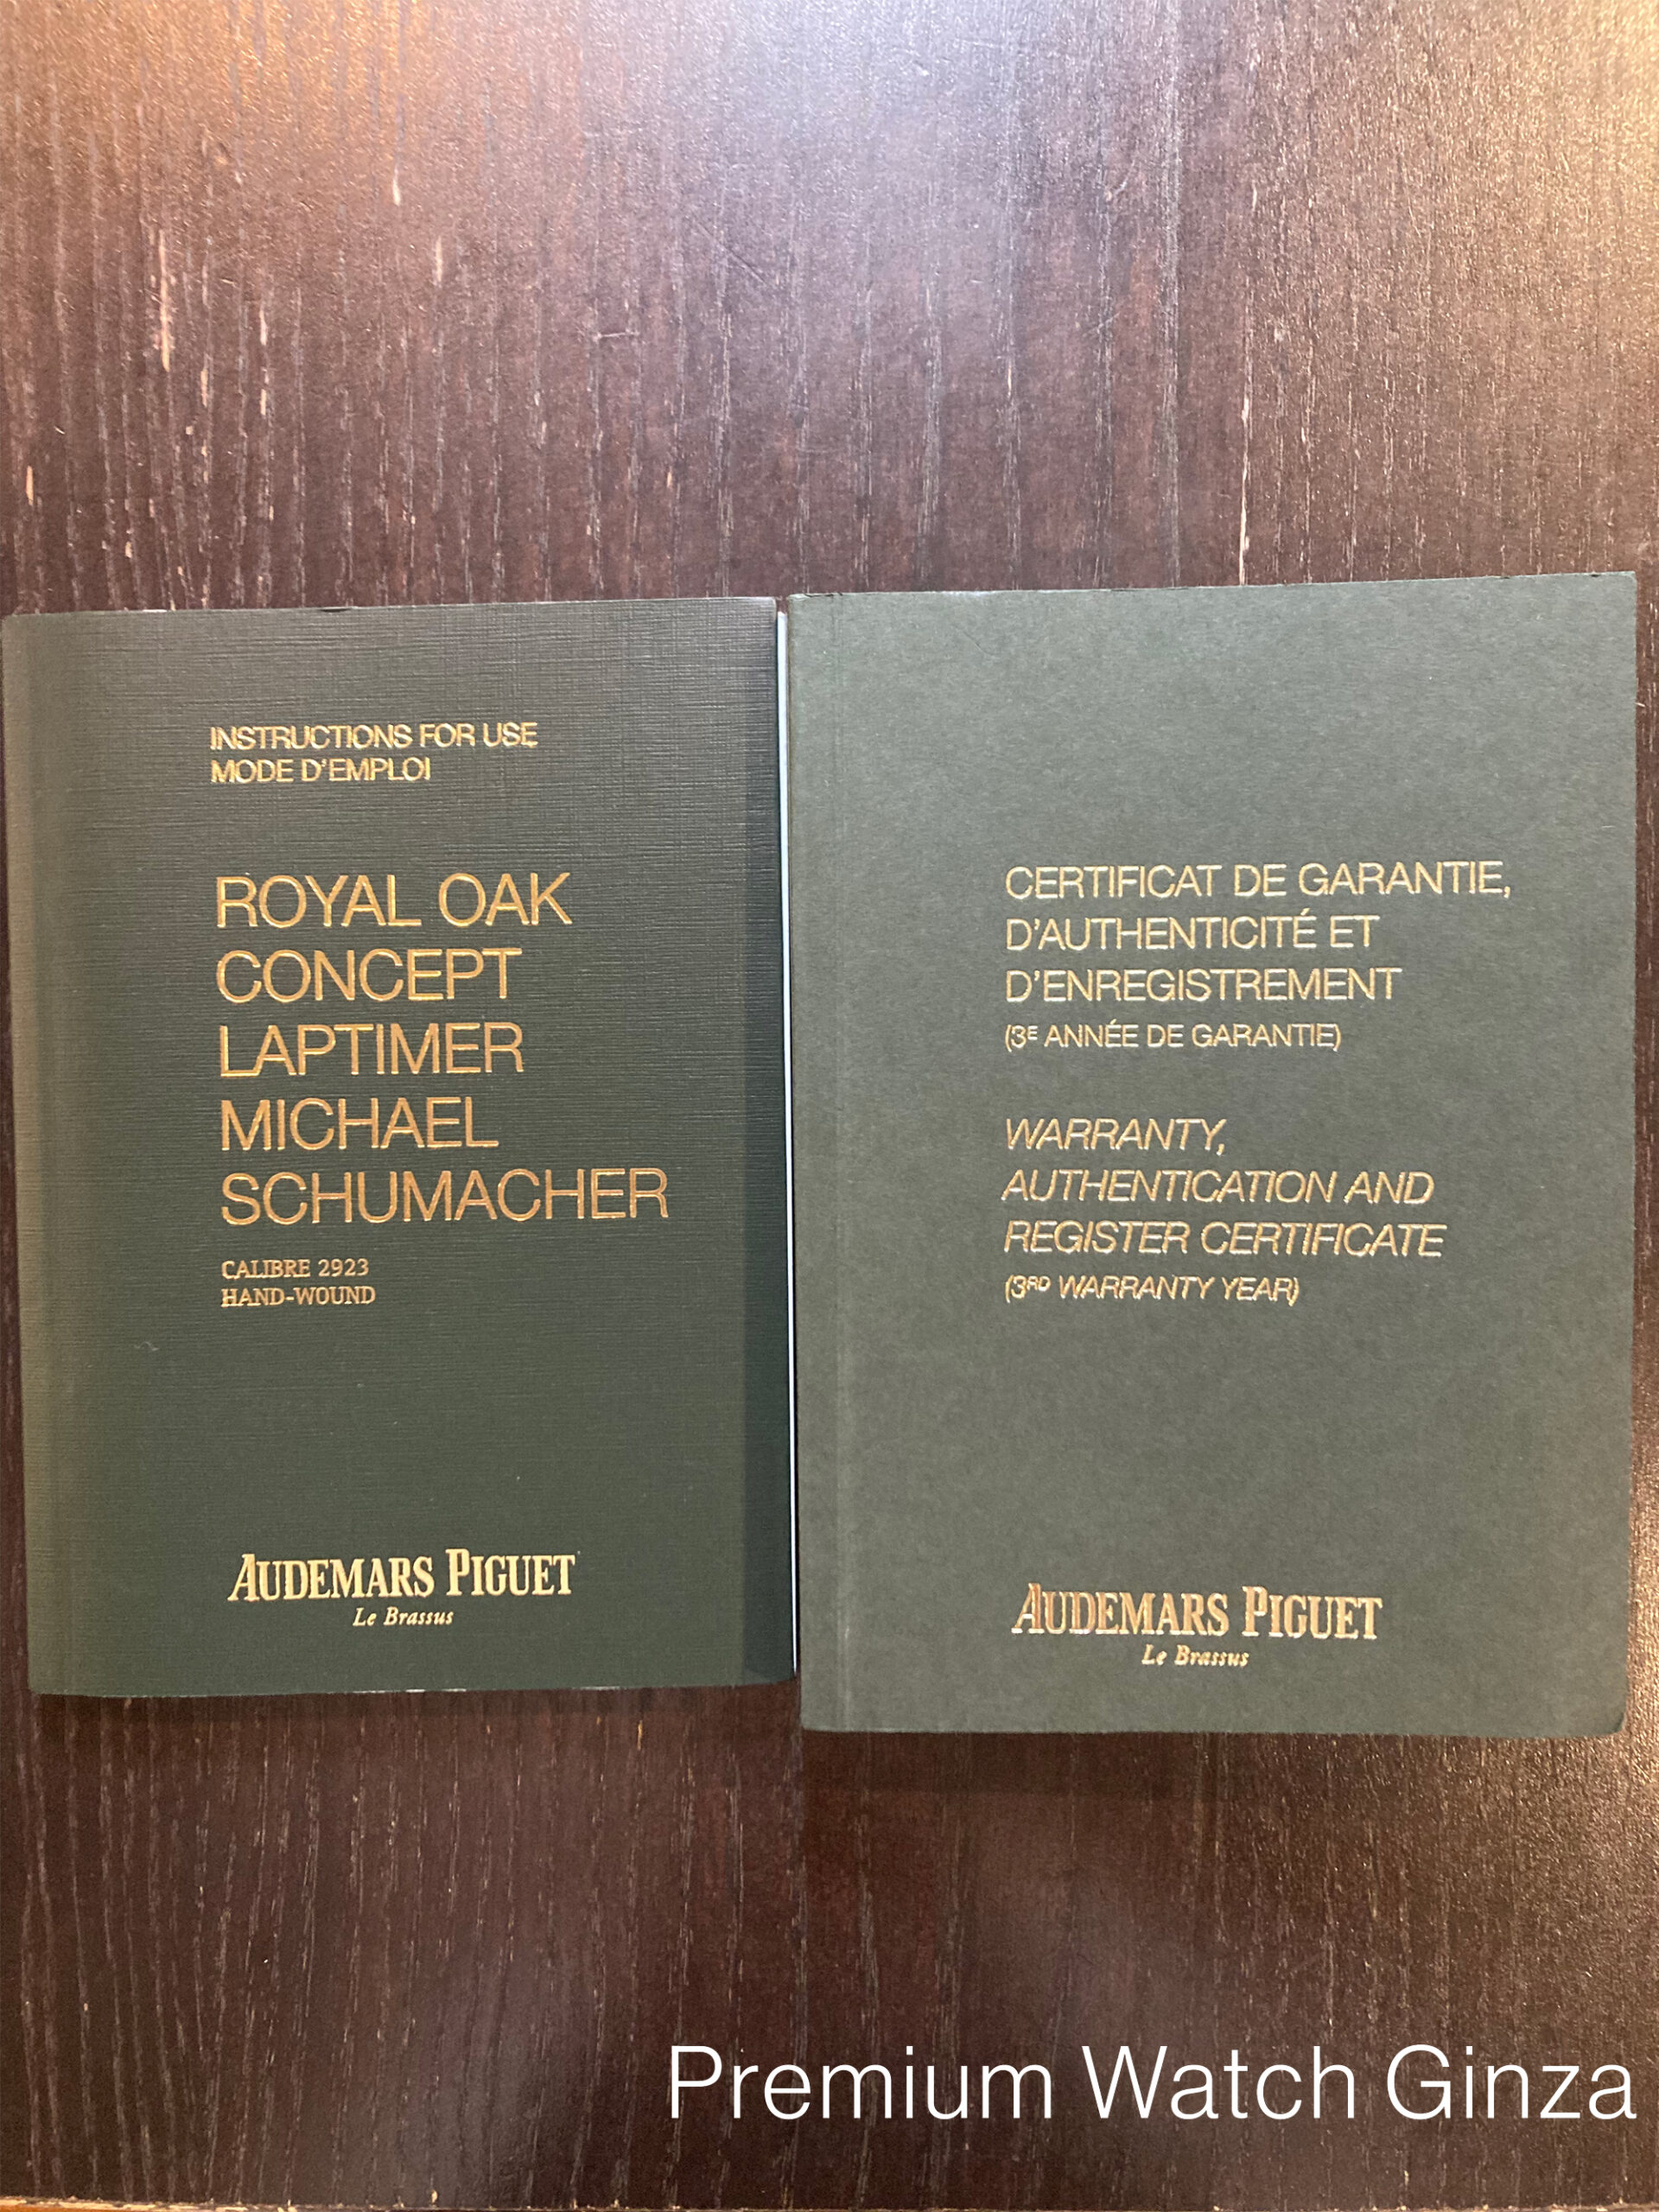 INSTRUCTIONS FOR USE
MODE D'EMPLOI
ROYAL OAK
CONCEPT
LAPTIMER
MICHAEL
SCHUMACHER
CALIBRE 2923
HAND-WOUND
AUDEMARS PIGUET
Le Brassus
CERTIFICAT DE GARANTIE,
D'AUTHENTICITÉ ET
D'ENREGISTREMENT
(3E ANNÉE DE GARANTIE)
WARRANTY,
AUTHENTICATION AND
REGISTER CERTIFICATE
(3RD WARRANTY YEAR)
AUDEMARS PIGUET
Le Brassus
Premium Watch Ginza